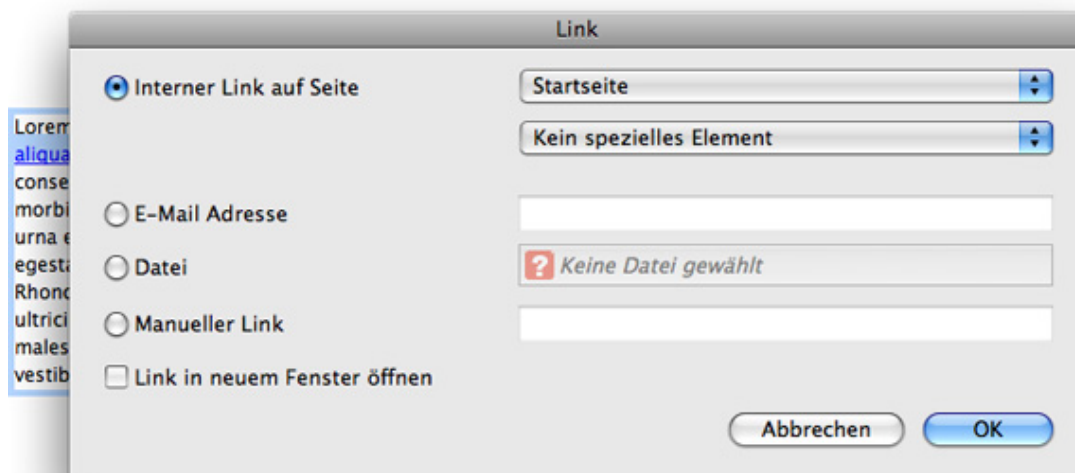 Link
Interner Link auf Seite
Startseite
Kein spezielles Element
E-Mail Adresse
Datei
Keine Datei gewählt
Manueller Link
Link in neuem Fenster öffnen
Abbrechen
OK
Lorem
aliqua
conse
morbi
urna e
egesta
Rhonc
ultrici
males
vestib